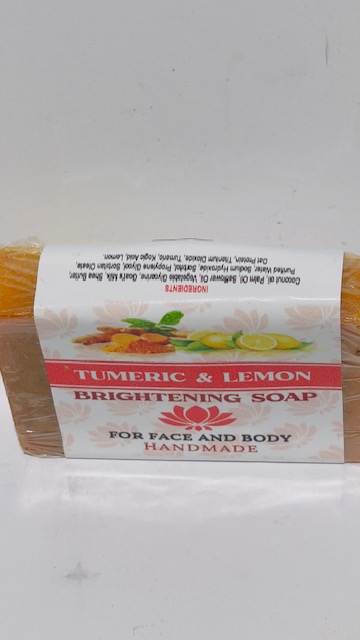 INGREDIENTS
Coconut oil, Palm Oil, Safflower Oil, Vegetable Glycerine, Goat's Milk, Shea Butter,
Purified Water, Sodium Hydroxide, Sorbitol, Propylene Glycol, Sorbitan Oleate,
Oat Protein, Titanium Dioxide, Tumeric, Kogic Acid, Lemon.
TUMERIC & LEMON
BRIGHTENING SOAP
FOR FACE AND BODY
HANDMADE